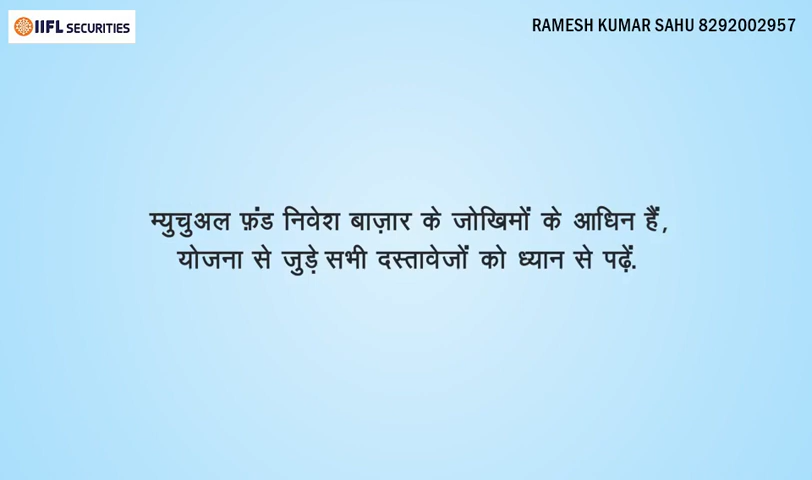 IIFL SECURITIES
RAMESH KUMAR SAHU 8292002957
म्युचुअल फ़ंड निवेश बाज़ार के जोखिमों के आधिन हैं,
योजना से जुड़े सभी दस्तावेजों को ध्यान से पढ़ें.